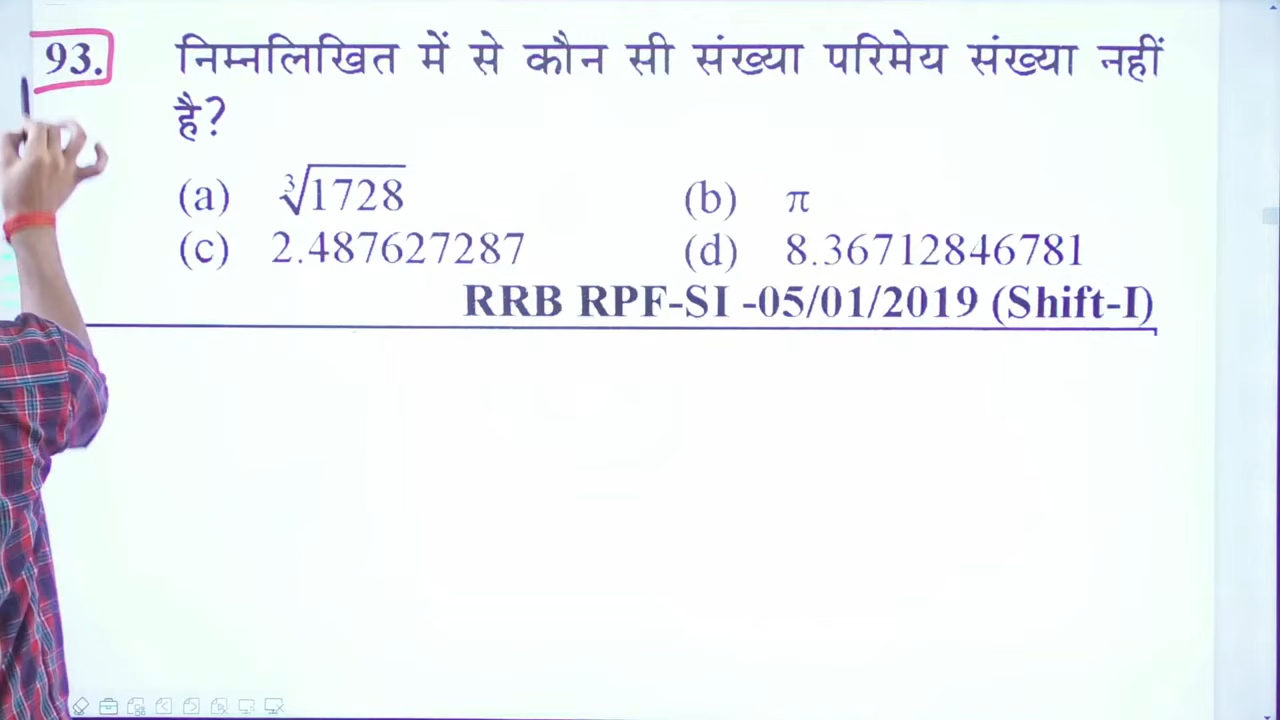 93. निम्नलिखित में से कौन सी संख्या परिमेय संख्या नहीं
है?
(a) ∛1728 (b) π
(c) 2.487627287 (d) 8.36712846781
RRB RPF-SI -05/01/2019 (Shift-I)